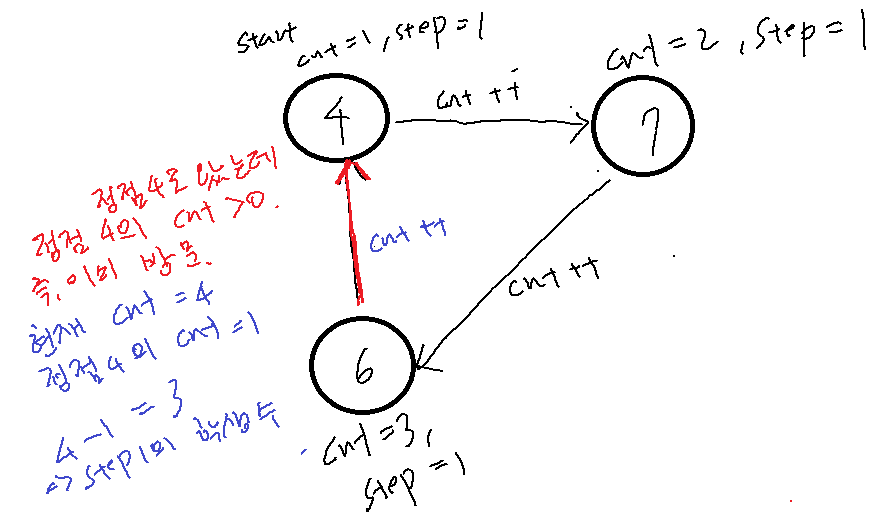 start
cnt = 1, step = 1
4
cnt ++
cnt = 2, step = 1
7
cnt ++
6
cnt = 3,
step = 1
cnt ++
정점4로 왔는데
정점 4의 cnt > 0.
즉, 이미 방문.
현재 cnt = 4
정점 4의 cnt = 1
4 - 1 = 3
=> step 1의 학생 수